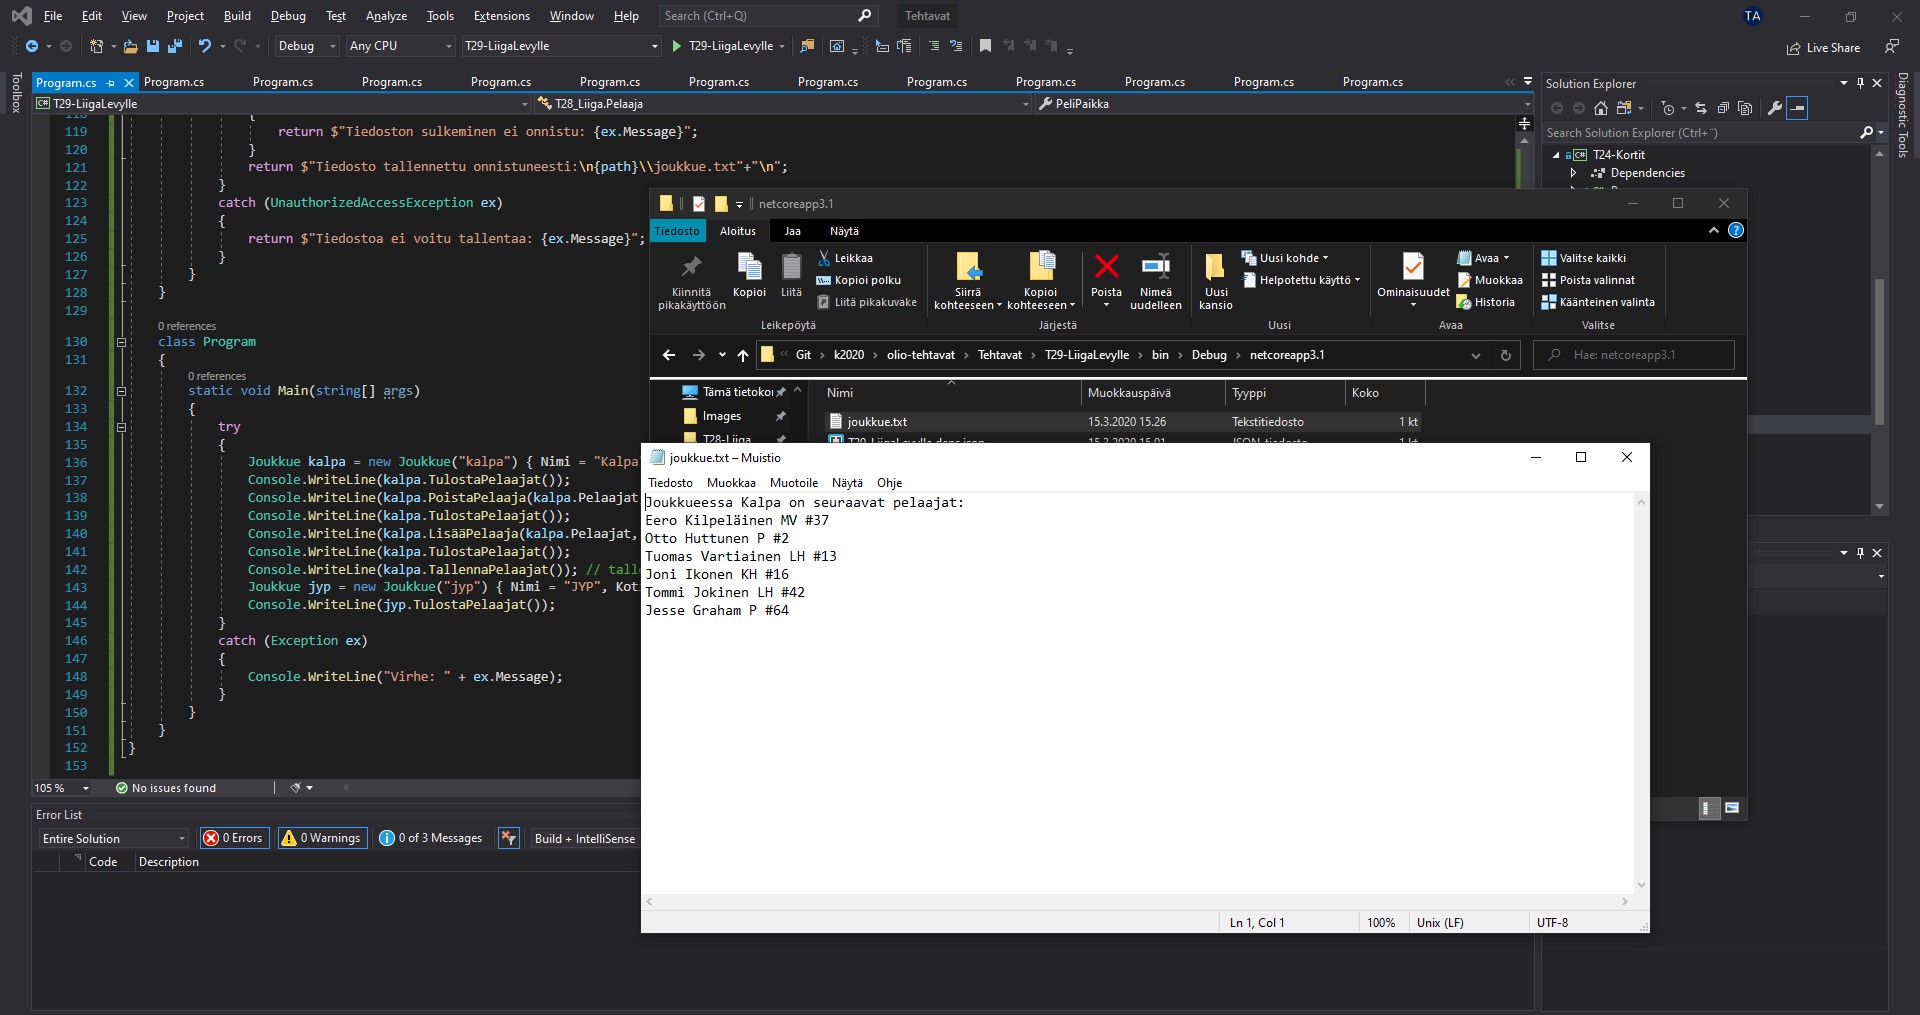 File Edit View Project Build Debug Test Analyze Tools Extensions Window Help Search (Ctrl+Q) Tehtavat TA
Debug Any CPU T29-LiigaLevylle T29-LiigaLevylle Live Share
Toolbox
Program.cs Program.cs Program.cs Program.cs Program.cs Program.cs Program.cs Program.cs Program.cs Program.cs Program.cs Program.cs Program.cs
T29-LiigaLevylle T28_Liiga.Pelaaja PeliPaikka
118 {
119 return $"Tiedoston sulkeminen ei onnistu: {ex.Message}";
120 }
121 return $"Tiedosto tallennettu onnistuneesti:\n{path}\\joukkue.txt"+"\n";
122 }
123 catch (UnauthorizedAccessException ex)
124 {
125 return $"Tiedostoa ei voitu tallentaa: {ex.Message}";
126 }
127 }
128 }
129
0 references
130 class Program
131 {
0 references
132 static void Main(string[] args)
133 {
134 try
135 {
136 Joukkue kalpa = new Joukkue("kalpa") { Nimi = "Kalpa"
137 Console.WriteLine(kalpa.TulostaPelaajat());
138 Console.WriteLine(kalpa.PoistaPelaaja(kalpa.Pelaajat
139 Console.WriteLine(kalpa.TulostaPelaajat());
140 Console.WriteLine(kalpa.LisääPelaaja(kalpa.Pelaajat,
141 Console.WriteLine(kalpa.TulostaPelaajat());
142 Console.WriteLine(kalpa.TallennaPelaajat()); // talle
143 Joukkue jyp = new Joukkue("jyp") { Nimi = "JYP", Koti
144 Console.WriteLine(jyp.TulostaPelaajat());
145 }
146 catch (Exception ex)
147 {
148 Console.WriteLine("Virhe: " + ex.Message);
149 }
150 }
151 }
152 }
153
105 % No issues found
Error List
Entire Solution 0 Errors 0 Warnings 0 of 3 Messages Build + IntelliSense
Code Description
Solution Explorer
Search Solution Explorer (Ctrl+¨)
T24-Kortit
Dependencies
Diagnostic Tools
netcoreapp3.1
Tiedosto Aloitus Jaa Näytä
Kiinnitä pikakäyttöön
Kopioi
Liitä
Leikkaa
Kopioi polku
Liitä pikakuvake
Leikepöytä
Siirrä kohteeseen
Kopioi kohteeseen
Poista
Nimeä uudelleen
Järjestä
Uusi kansio
Uusi kohde
Helpotettu käyttö
Uusi
Ominaisuudet
Avaa
Muokkaa
Historia
Avaa
Valitse kaikki
Poista valinnat
Käänteinen valinta
Valitse
« Git › k2020 › olio-tehtavat › Tehtavat › T29-LiigaLevylle › bin › Debug › netcoreapp3.1
Hae: netcoreapp3.1
Tämä tietoko
Images
T28-Liiga
Nimi Muokkauspäivä Tyyppi Koko
joukkue.txt 15.3.2020 15.26 Tekstitiedosto 1 kt
T29-LiigaLevylle.deps.json 15.3.2020 15.01 JSON-tiedosto 1 kt
joukkue.txt – Muistio
Tiedosto Muokkaa Muotoile Näytä Ohje
Joukkueessa Kalpa on seuraavat pelaajat:
Eero Kilpeläinen MV #37
Otto Huttunen P #2
Tuomas Vartiainen LH #13
Joni Ikonen KH #16
Tommi Jokinen LH #42
Jesse Graham P #64
Ln 1, Col 1 100% Unix (LF) UTF-8